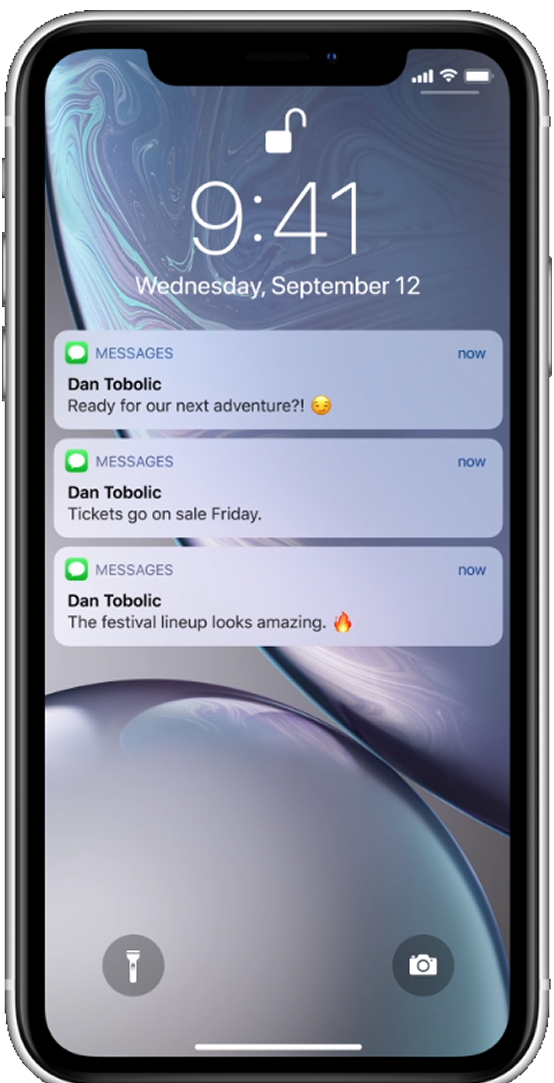 9:41
Wednesday, September 12
MESSAGES now
Dan Tobolic
Ready for our next adventure?! 😏
MESSAGES now
Dan Tobolic
Tickets go on sale Friday.
MESSAGES now
Dan Tobolic
The festival lineup looks amazing. 🔥